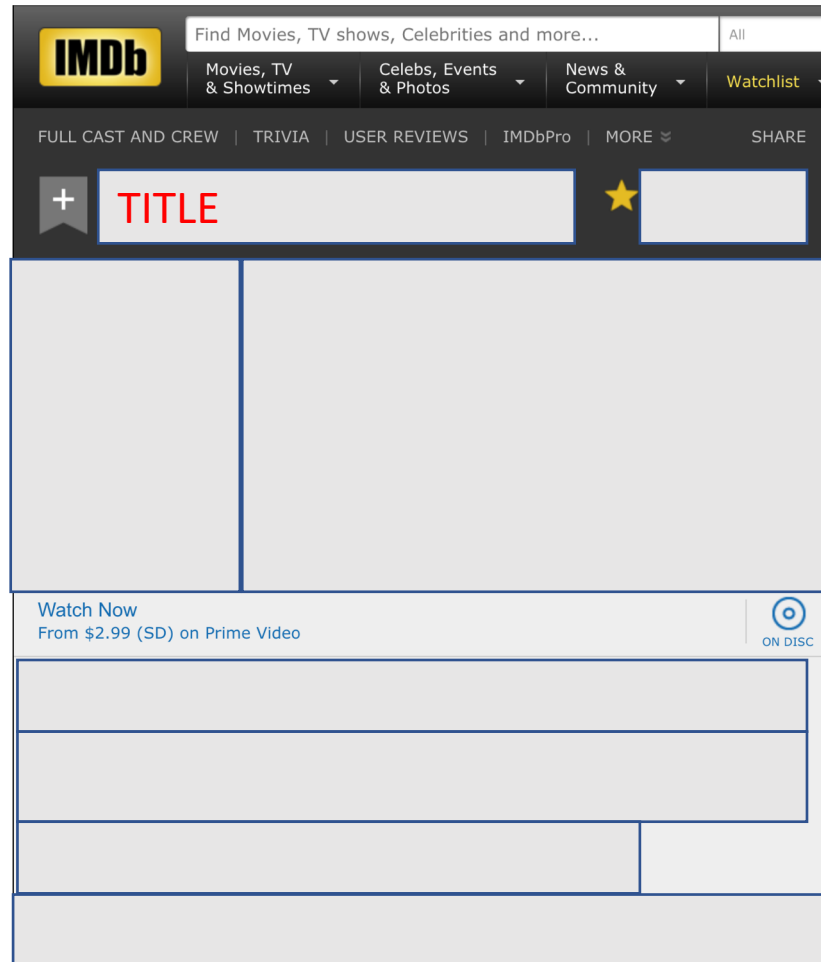 IMDb
Find Movies, TV shows, Celebrities and more...
All
Movies, TV
& Showtimes
Celebs, Events
& Photos
News &
Community
Watchlist
FULL CAST AND CREW | TRIVIA | USER REVIEWS | IMDbPro | MORE
SHARE
+
TITLE
Watch Now
From $2.99 (SD) on Prime Video
ON DISC